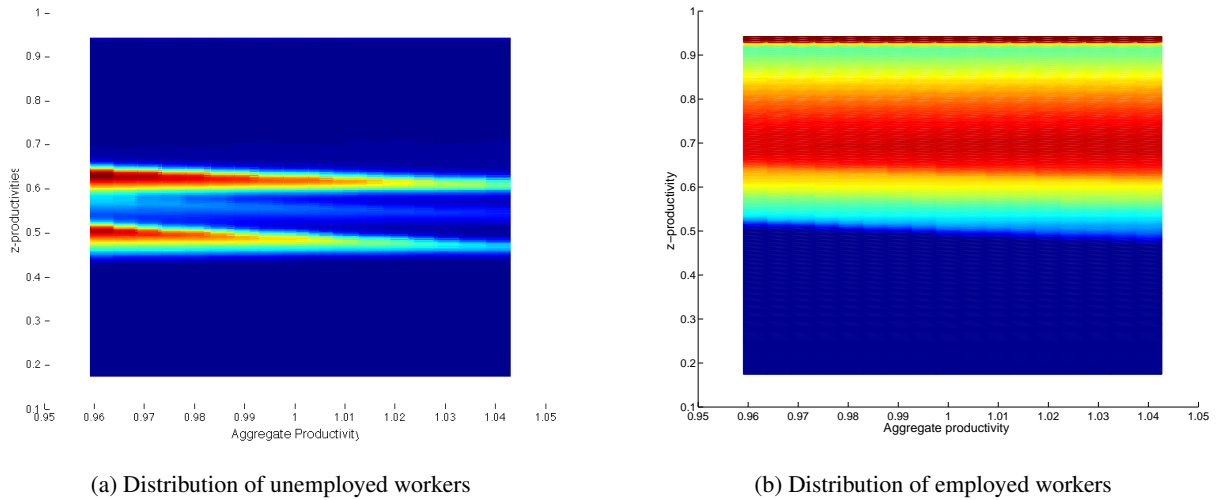 1
0.9
0.8
0.7
0.6
0.5
0.4
0.3
0.2
0.1
z-productivities
0.95 0.96 0.97 0.98 0.99 1 1.01 1.02 1.03 1.04 1.05
Aggregate Productivity
(a) Distribution of unemployed workers
1
0.9
0.8
0.7
0.6
0.5
0.4
0.3
0.2
0.1
z-productivity
0.95 0.96 0.97 0.98 0.99 1 1.01 1.02 1.03 1.04 1.05
Aggregate productivity
(b) Distribution of employed workers